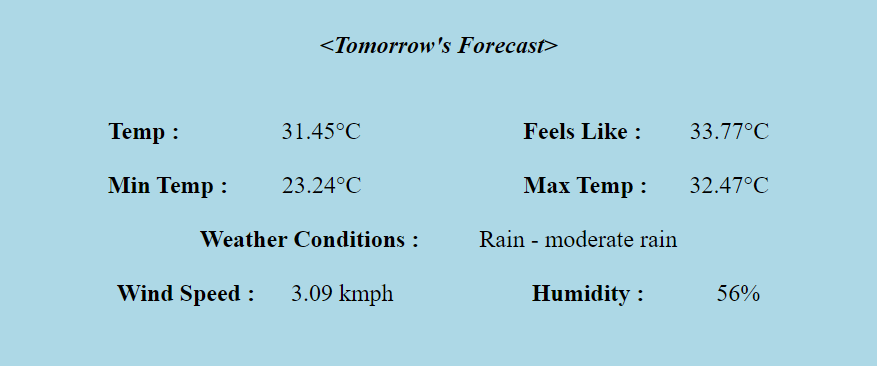 <Tomorrow's Forecast>
Temp : 31.45°C Feels Like : 33.77°C
Min Temp : 23.24°C Max Temp : 32.47°C
Weather Conditions : Rain - moderate rain
Wind Speed : 3.09 kmph Humidity : 56%